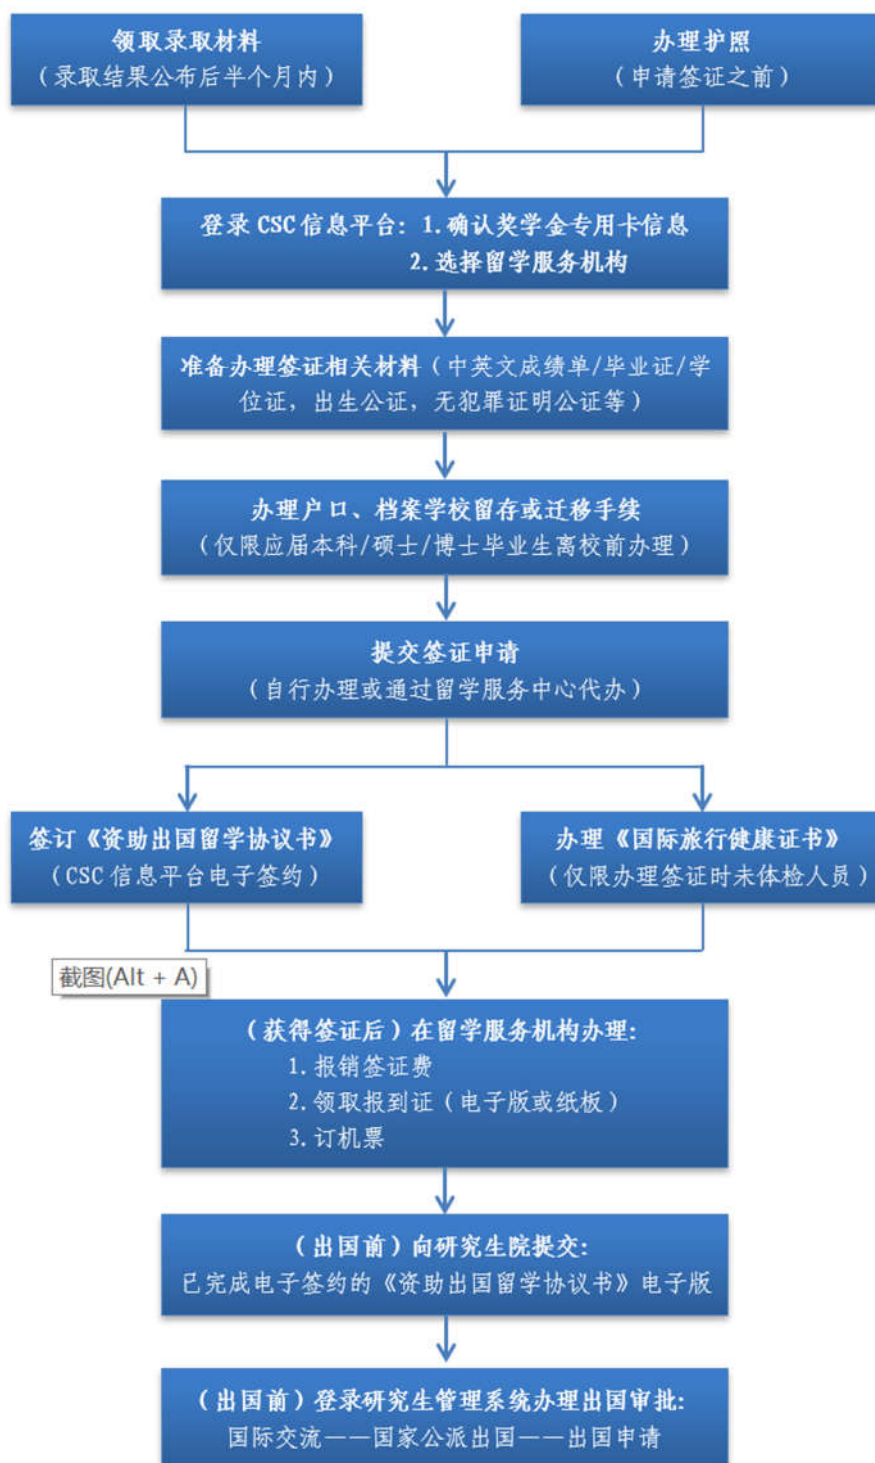 领取录取材料
（录取结果公布后半个月内）
办理护照
（申请签证之前）
登录 CSC 信息平台：1.确认奖学金专用卡信息
2.选择留学服务机构
准备办理签证相关材料（中英文成绩单/毕业证/学
位证，出生公证，无犯罪证明公证等）
办理户口、档案学校留存或迁移手续
（仅限应届本科/硕士/博士毕业生离校前办理）
提交签证申请
（自行办理或通过留学服务中心代办）
签订《资助出国留学协议书》
（CSC 信息平台电子签约）
办理《国际旅行健康证书》
（仅限办理签证时未体检人员）
截图(Alt + A)
（获得签证后）在留学服务机构办理：
1.报销签证费
2.领取报到证（电子版或纸板）
3.订机票
（出国前）向研究生院提交：
已完成电子签约的《资助出国留学协议书》电子版
（出国前）登录研究生管理系统办理出国审批：
国际交流——国家公派出国——出国申请